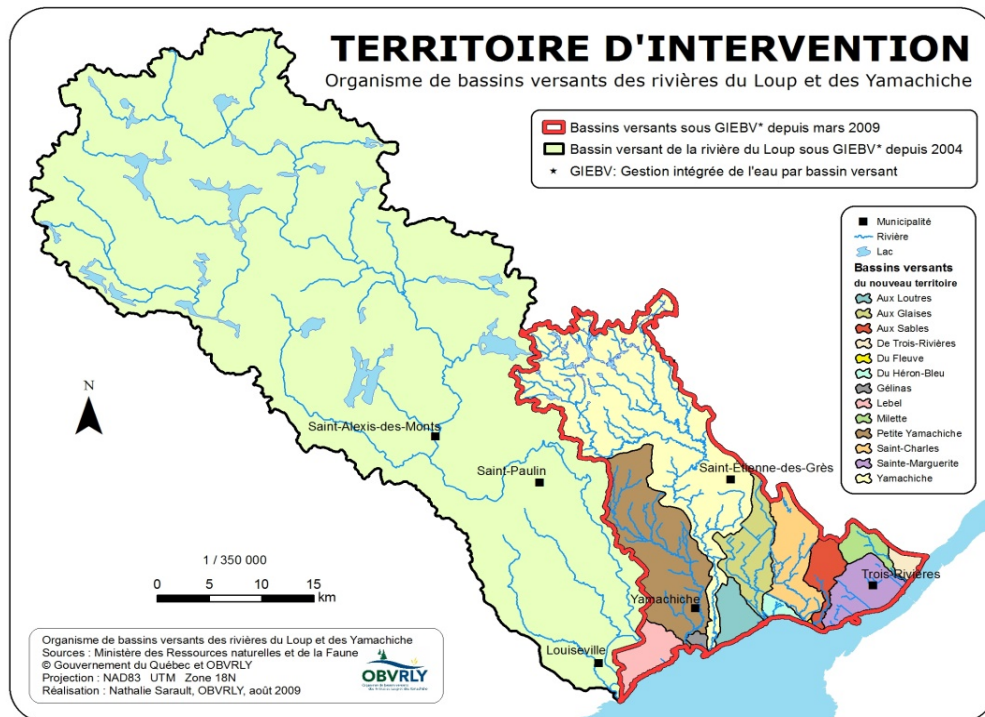 TERRITOIRE D'INTERVENTION
Organisme de bassins versants des rivières du Loup et des Yamachiche
Bassins versants sous GIEBV* depuis mars 2009
Bassin versant de la rivière du Loup sous GIEBV* depuis 2004
* GIEBV: Gestion intégrée de l'eau par bassin versant
Municipalité
Rivière
Lac
Bassins versants
du nouveau territoire
Aux Loutres
Aux Glaises
Aux Sables
De Trois-Rivières
Du Fleuve
Du Héron-Bleu
Gélinas
Lebel
Milette
Petite Yamachiche
Saint-Charles
Sainte-Marguerite
Yamachiche
N
Saint-Alexis-des-Monts
Saint-Paulin
Saint-Etienne-des-Grès
Trois-Rivières
Yamachiche
Louiseville
1 / 350 000
0 5 10 15
km
Organisme de bassins versants des rivières du Loup et des Yamachiche
Sources : Ministère des Ressources naturelles et de la Faune
© Gouvernement du Québec et OBVRLY
Projection : NAD83 UTM Zone 18N
Réalisation : Nathalie Sarault, OBVRLY, août 2009
OBVRLY